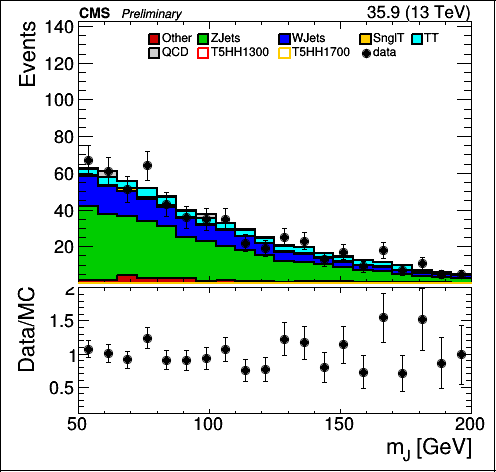 CMS Preliminary 35.9 (13 TeV)
Other ZJets WJets SnglT TT
QCD T5HH1300 T5HH1700 data
Events
140
120
100
80
60
40
20
Data/MC
2
1.5
1
0.5
50 100 150 200
m_J [GeV]